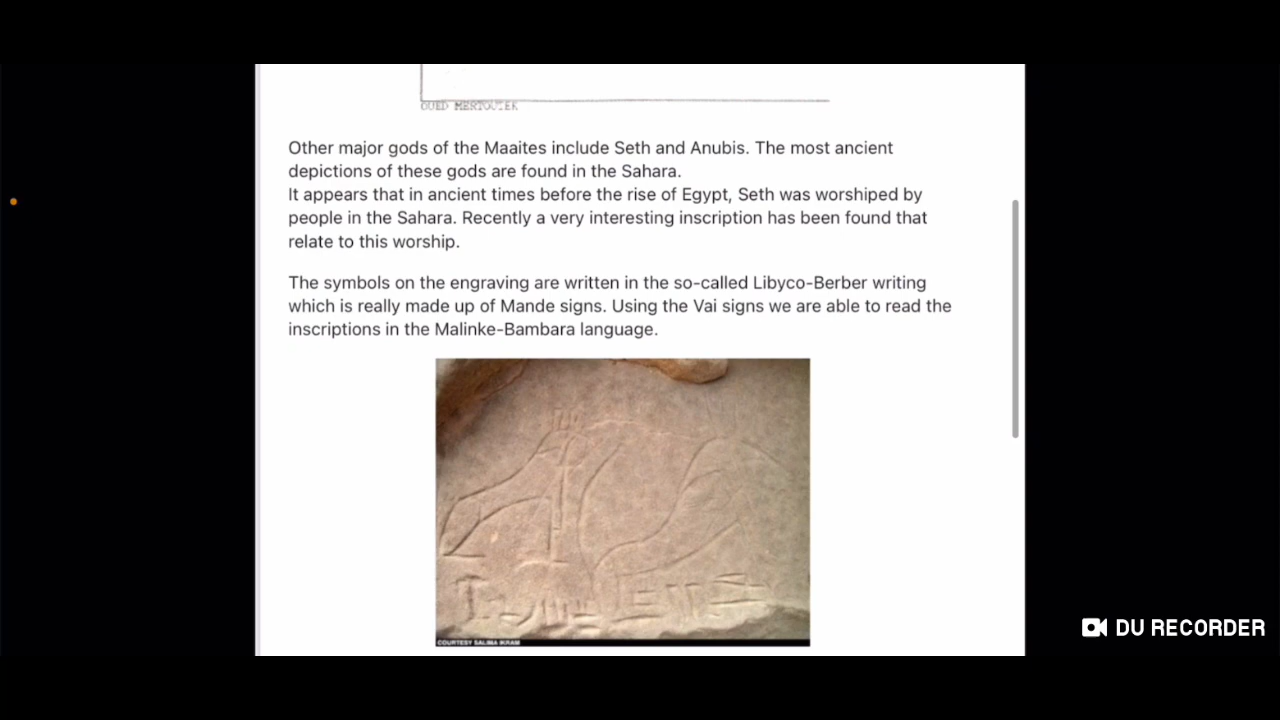 OUED MERTOUTEK
Other major gods of the Maaites include Seth and Anubis. The most ancient
depictions of these gods are found in the Sahara.
It appears that in ancient times before the rise of Egypt, Seth was worshiped by
people in the Sahara. Recently a very interesting inscription has been found that
relate to this worship.
The symbols on the engraving are written in the so-called Libyco-Berber writing
which is really made up of Mande signs. Using the Vai signs we are able to read the
inscriptions in the Malinke-Bambara language.
COURTESY SALIMA IKRAM
DU RECORDER